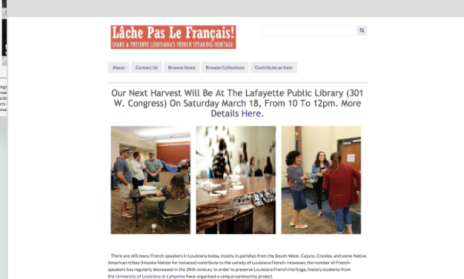 Lâche Pas Le Français!
SHARE & PRESERVE LOUISIANA'S FRENCH SPEAKING HERITAGE
About Contact Us Browse Items Browse Collections Contribute an Item
Our Next Harvest Will Be At The Lafayette Public Library (301
W. Congress) On Saturday March 18, From 10 To 12pm. More
Details Here.
There are still many French speakers in Louisiana today, mostly in parishes from the South West. Cajuns, Creoles, and some Native
American tribes (Houma Nation for instance) contribute to the variety of Louisiana French. However, the number of French
speakers has regularly decreased in the 20th century. In order to preserve Louisiana French Heritage, history students from
the University of Louisiana at Lafayette have organized a unique community project.